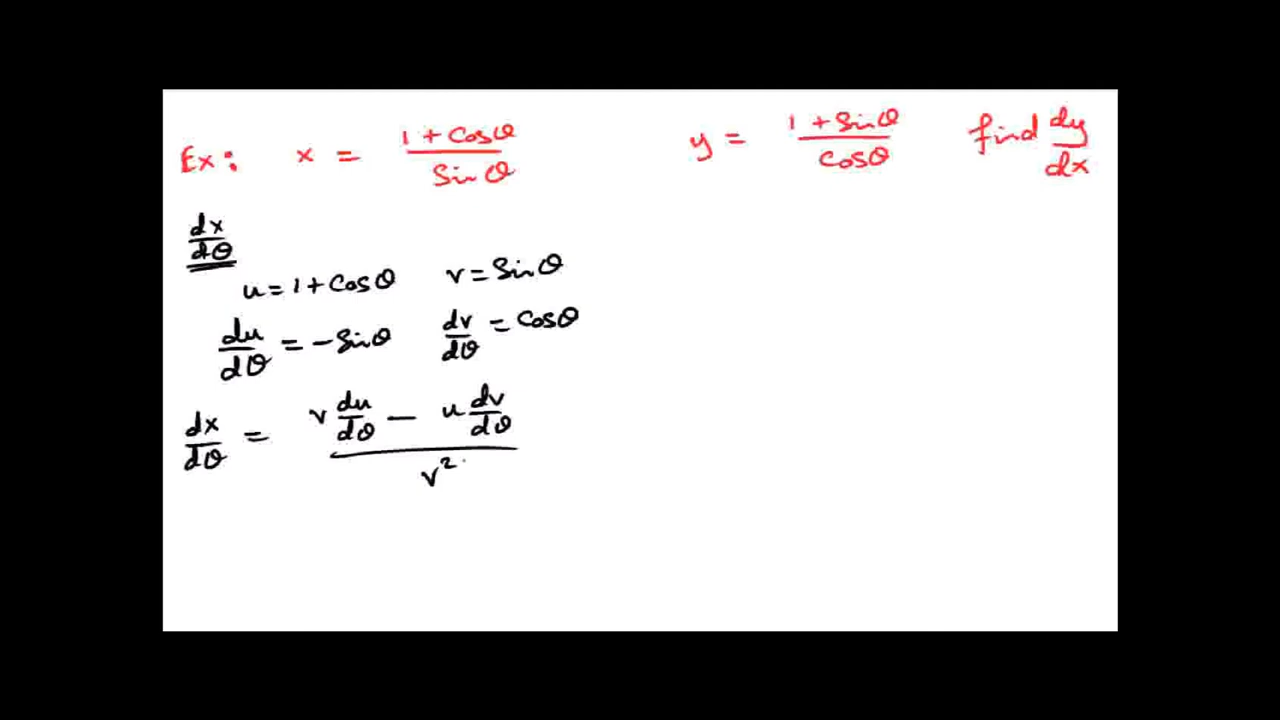 Ex: x = (1 + Cosθ)/(Sinθ) y = (1 + Sinθ)/(Cosθ) find dy/dx
dx/dθ
u = 1 + Cosθ v = Sinθ
du/dθ = -Sinθ dv/dθ = Cosθ
dx/dθ = (v du/dθ - u dv/dθ)/v²